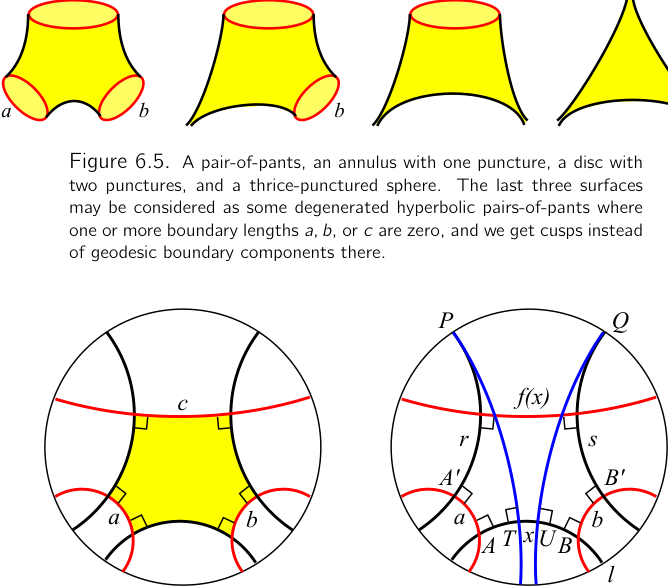 a
b
b
Figure 6.5. A pair-of-pants, an annulus with one puncture, a disc with
two punctures, and a thrice-punctured sphere. The last three surfaces
may be considered as some degenerated hyperbolic pairs-of-pants where
one or more boundary lengths a, b, or c are zero, and we get cusps instead
of geodesic boundary components there.
P
Q
c
f(x)
r
s
A'
B'
a
b
a
b
A
T
x
U
B
l